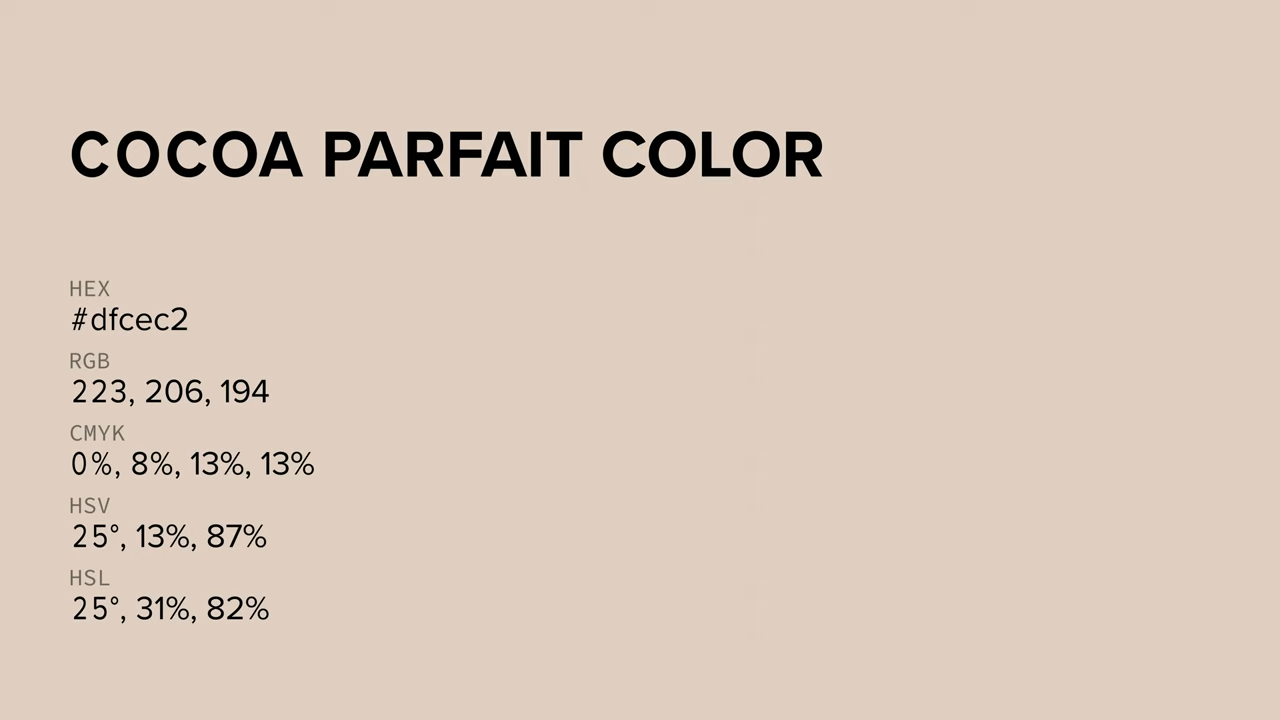 COCOA PARFAIT COLOR
HEX
#dfcec2
RGB
223, 206, 194
CMYK
0%, 8%, 13%, 13%
HSV
25°, 13%, 87%
HSL
25°, 31%, 82%